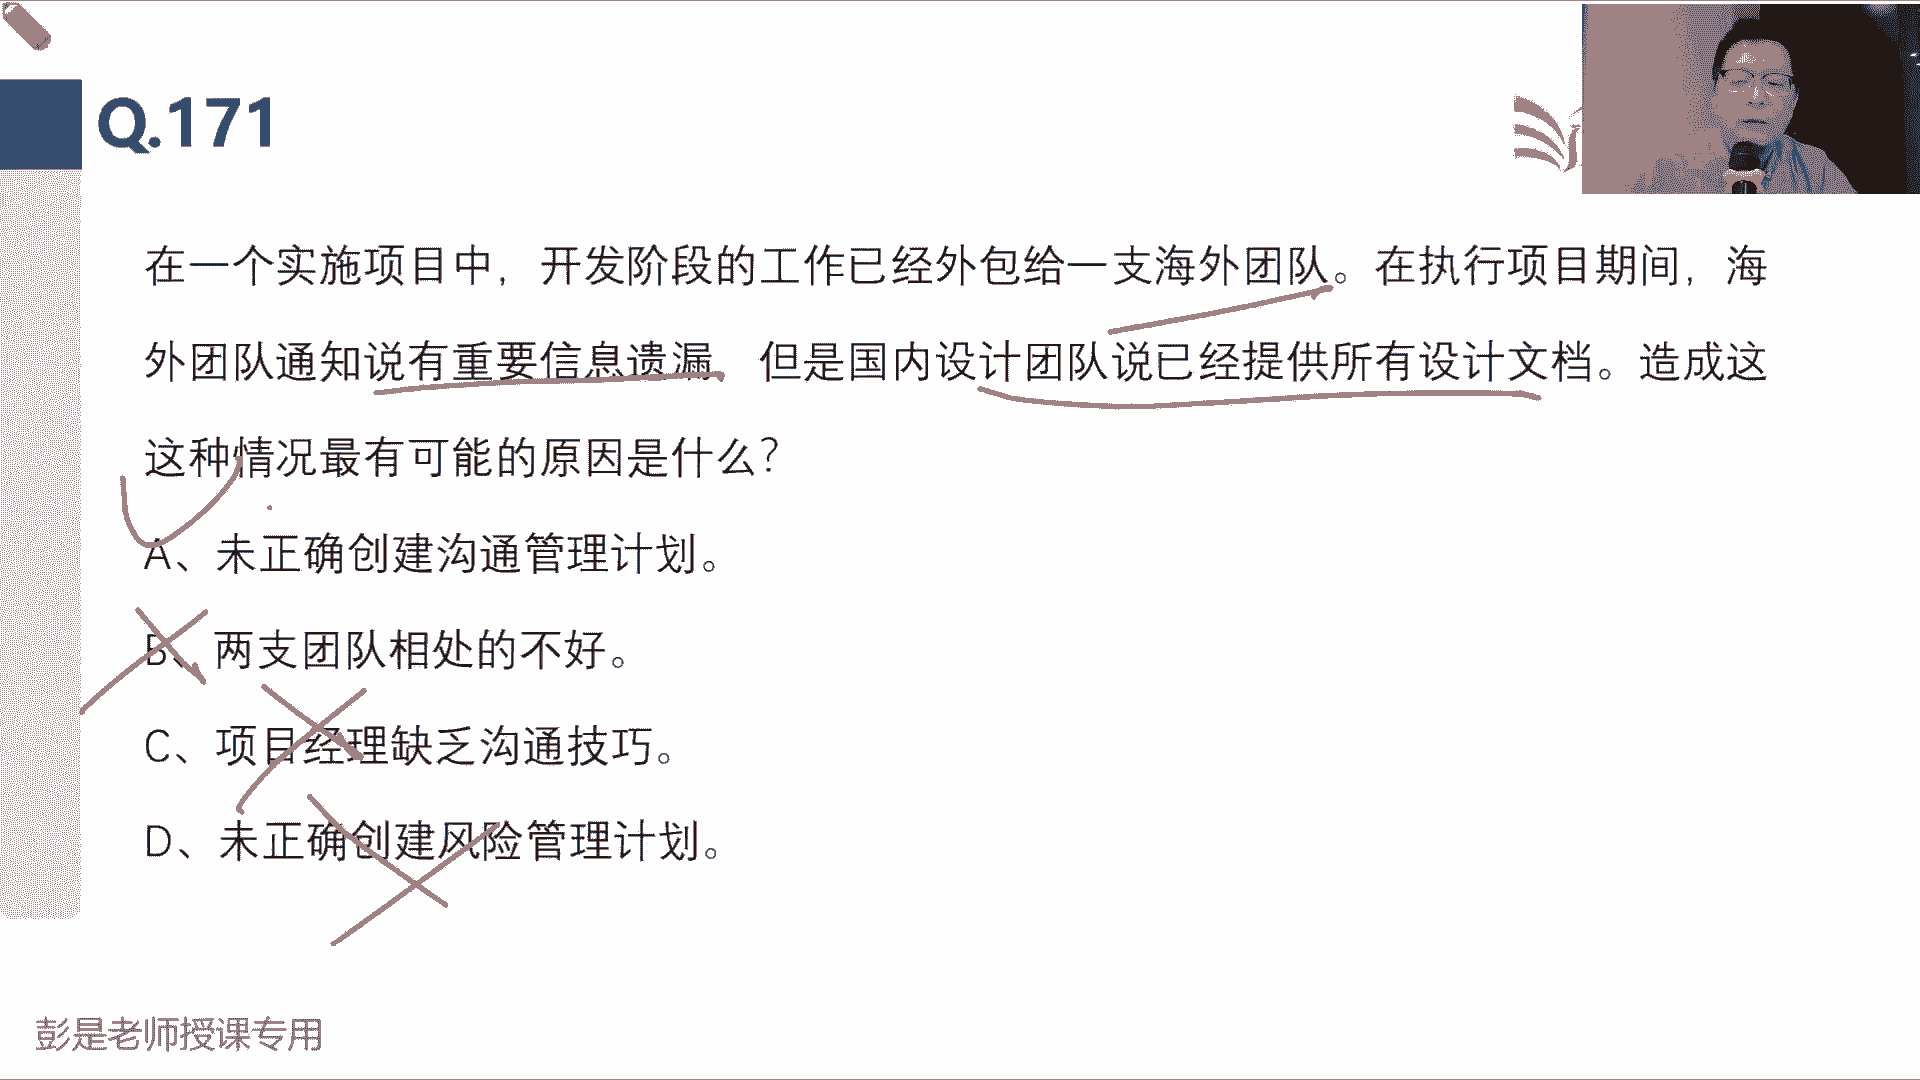 Q.171
在一个实施项目中，开发阶段的工作已经外包给一支海外团队。在执行项目期间，海
外团队通知说有重要信息遗漏，但是国内设计团队说已经提供所有设计文档。造成这
这种情况最有可能的原因是什么？
A、未正确创建沟通管理计划。
B、两支团队相处的不好。
C、项目经理缺乏沟通技巧。
D、未正确创建风险管理计划。
彭是老师授课专用